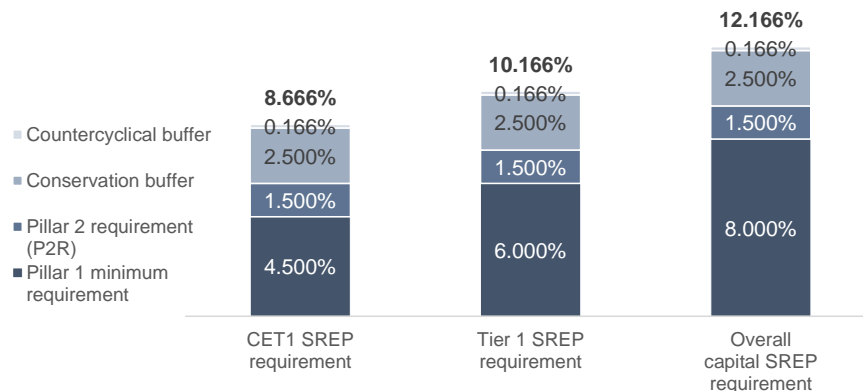 12.166%
0.166%
2.500%
1.500%
8.000%
10.166%
0.166%
2.500%
1.500%
6.000%
8.666%
0.166%
2.500%
1.500%
4.500%
Countercyclical buffer
Conservation buffer
Pillar 2 requirement
(P2R)
Pillar 1 minimum
requirement
CET1 SREP
requirement
Tier 1 SREP
requirement
Overall
capital SREP
requirement